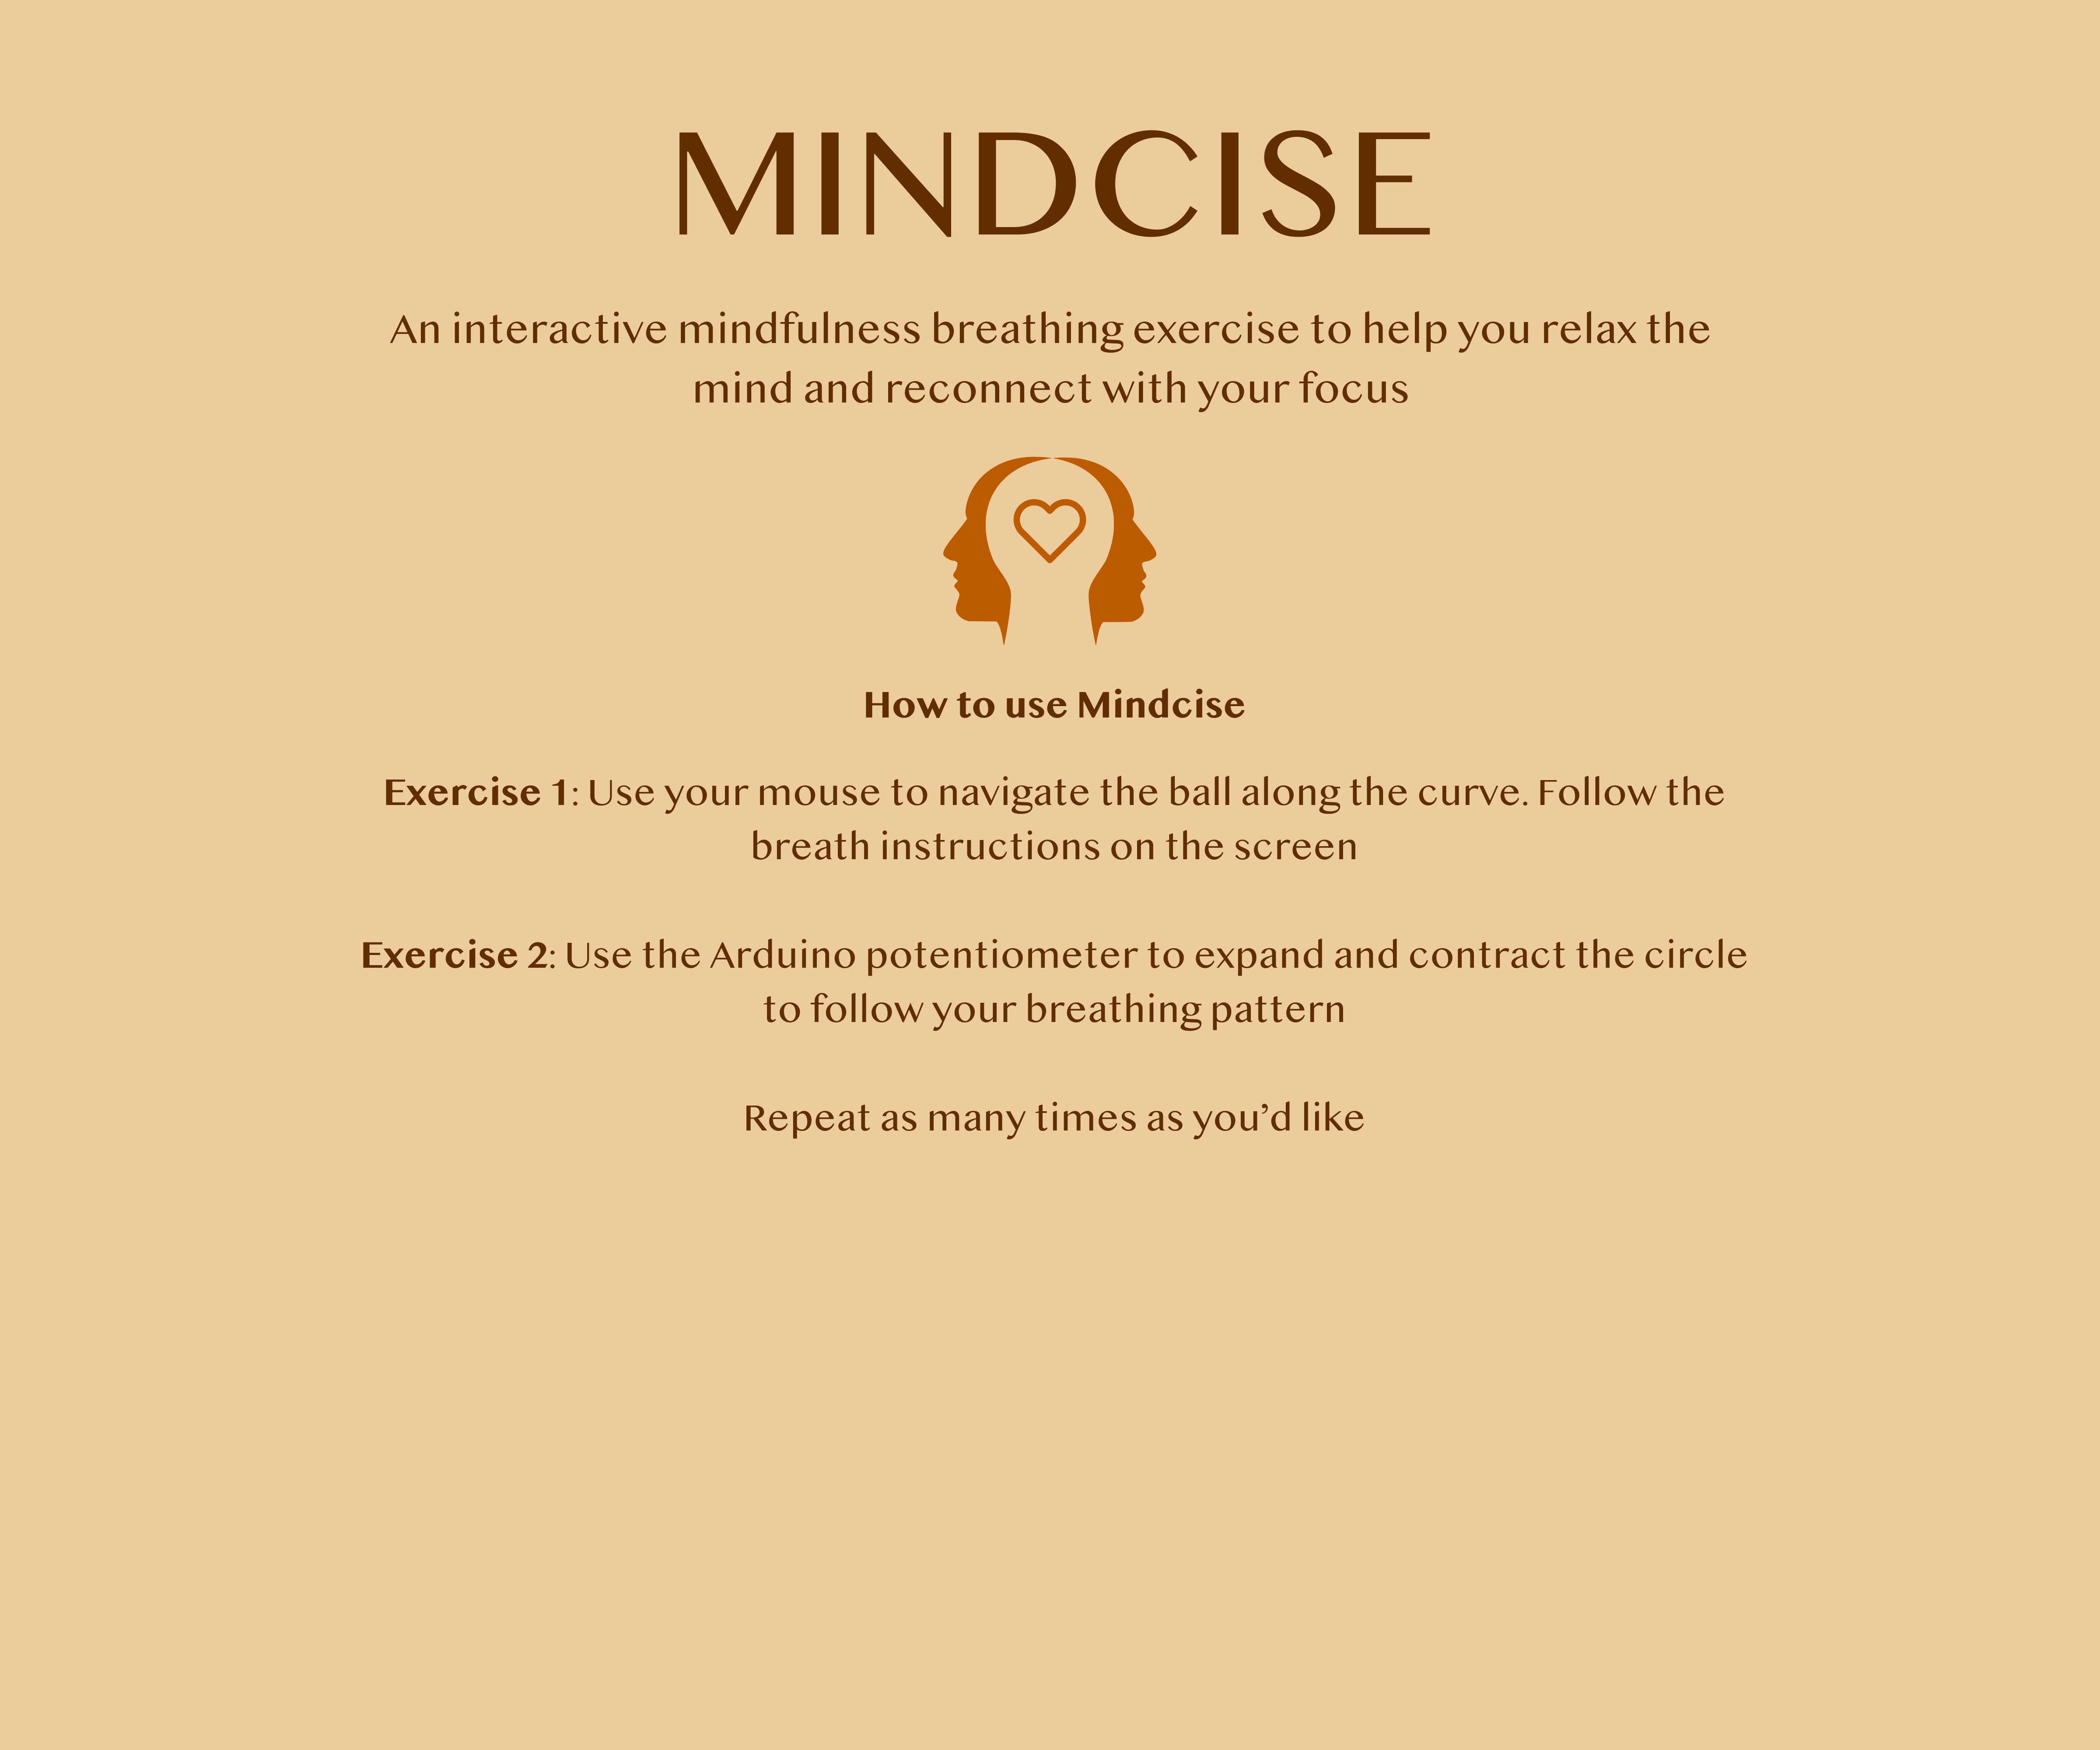 MINDCISE
An interactive mindfulness breathing exercise to help you relax the
mind and reconnect with your focus
How to use Mindcise
Exercise 1: Use your mouse to navigate the ball along the curve. Follow the
breath instructions on the screen
Exercise 2: Use the Arduino potentiometer to expand and contract the circle
to follow your breathing pattern
Repeat as many times as you’d like